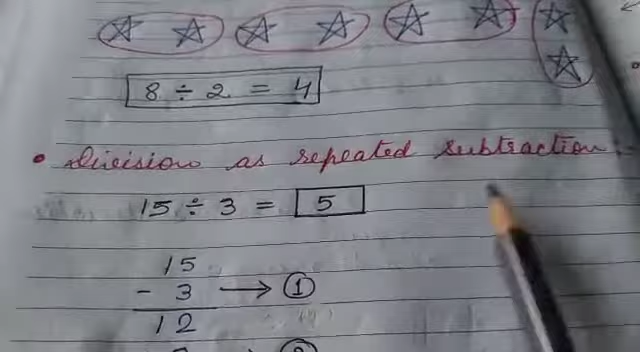 8 ÷ 2 = 4
• Division as repeated subtraction.
15 ÷ 3 = 5
15
- 3 → 1
12